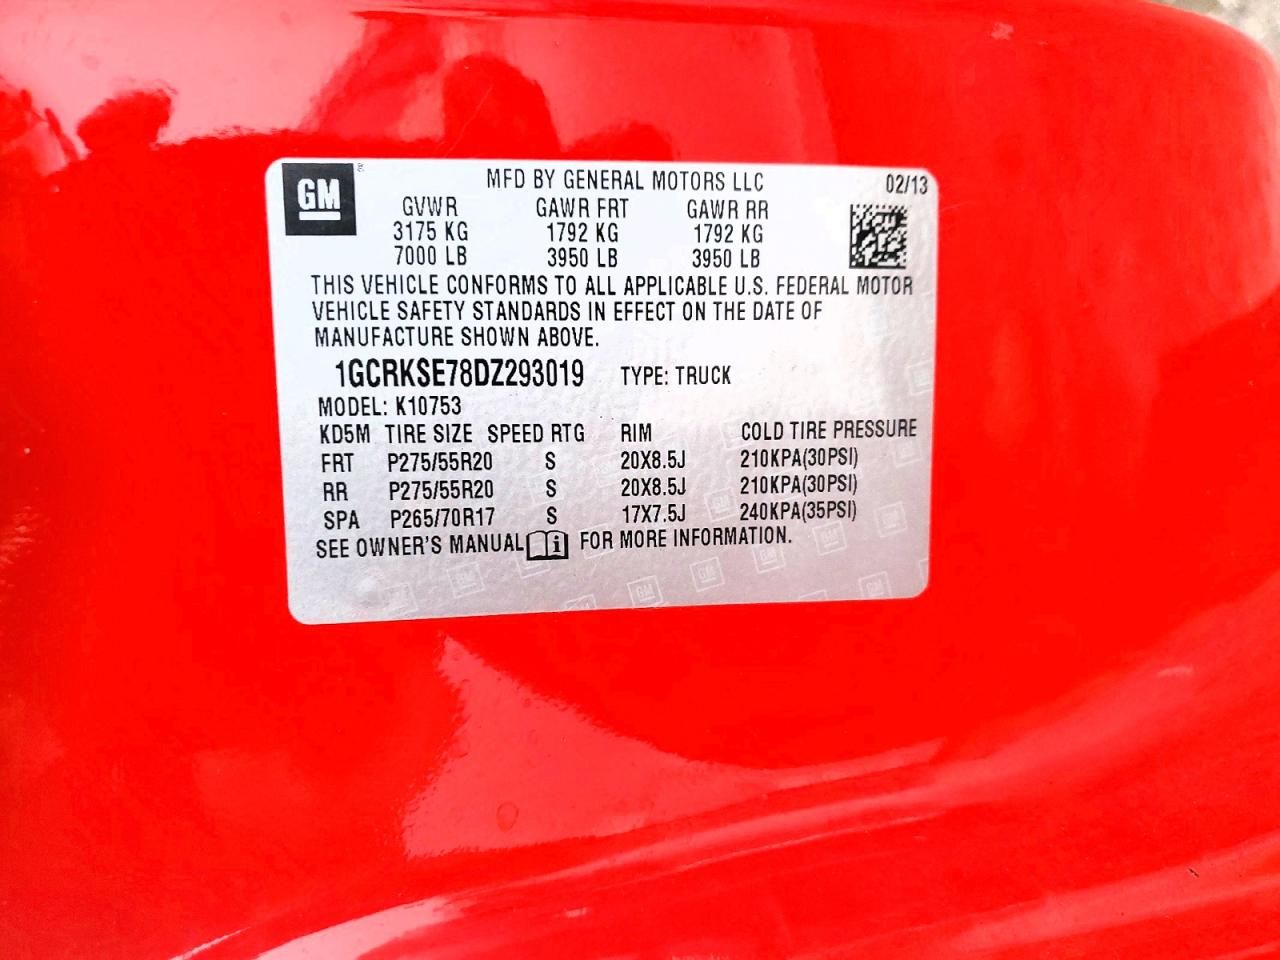 GM
MFD BY GENERAL MOTORS LLC 02/13
GVWR GAWR FRT GAWR RR
3175 KG 1792 KG 1792 KG
7000 LB 3950 LB 3950 LB
THIS VEHICLE CONFORMS TO ALL APPLICABLE U.S. FEDERAL MOTOR
VEHICLE SAFETY STANDARDS IN EFFECT ON THE DATE OF
MANUFACTURE SHOWN ABOVE.
1GCRKSE78DZ293019 TYPE: TRUCK
MODEL: K10753
KD5M TIRE SIZE SPEED RTG RIM COLD TIRE PRESSURE
FRT P275/55R20 S 20X8.5J 210KPA(30PSI)
RR P275/55R20 S 20X8.5J 210KPA(30PSI)
SPA P265/70R17 S 17X7.5J 240KPA(35PSI)
SEE OWNER'S MANUAL FOR MORE INFORMATION.